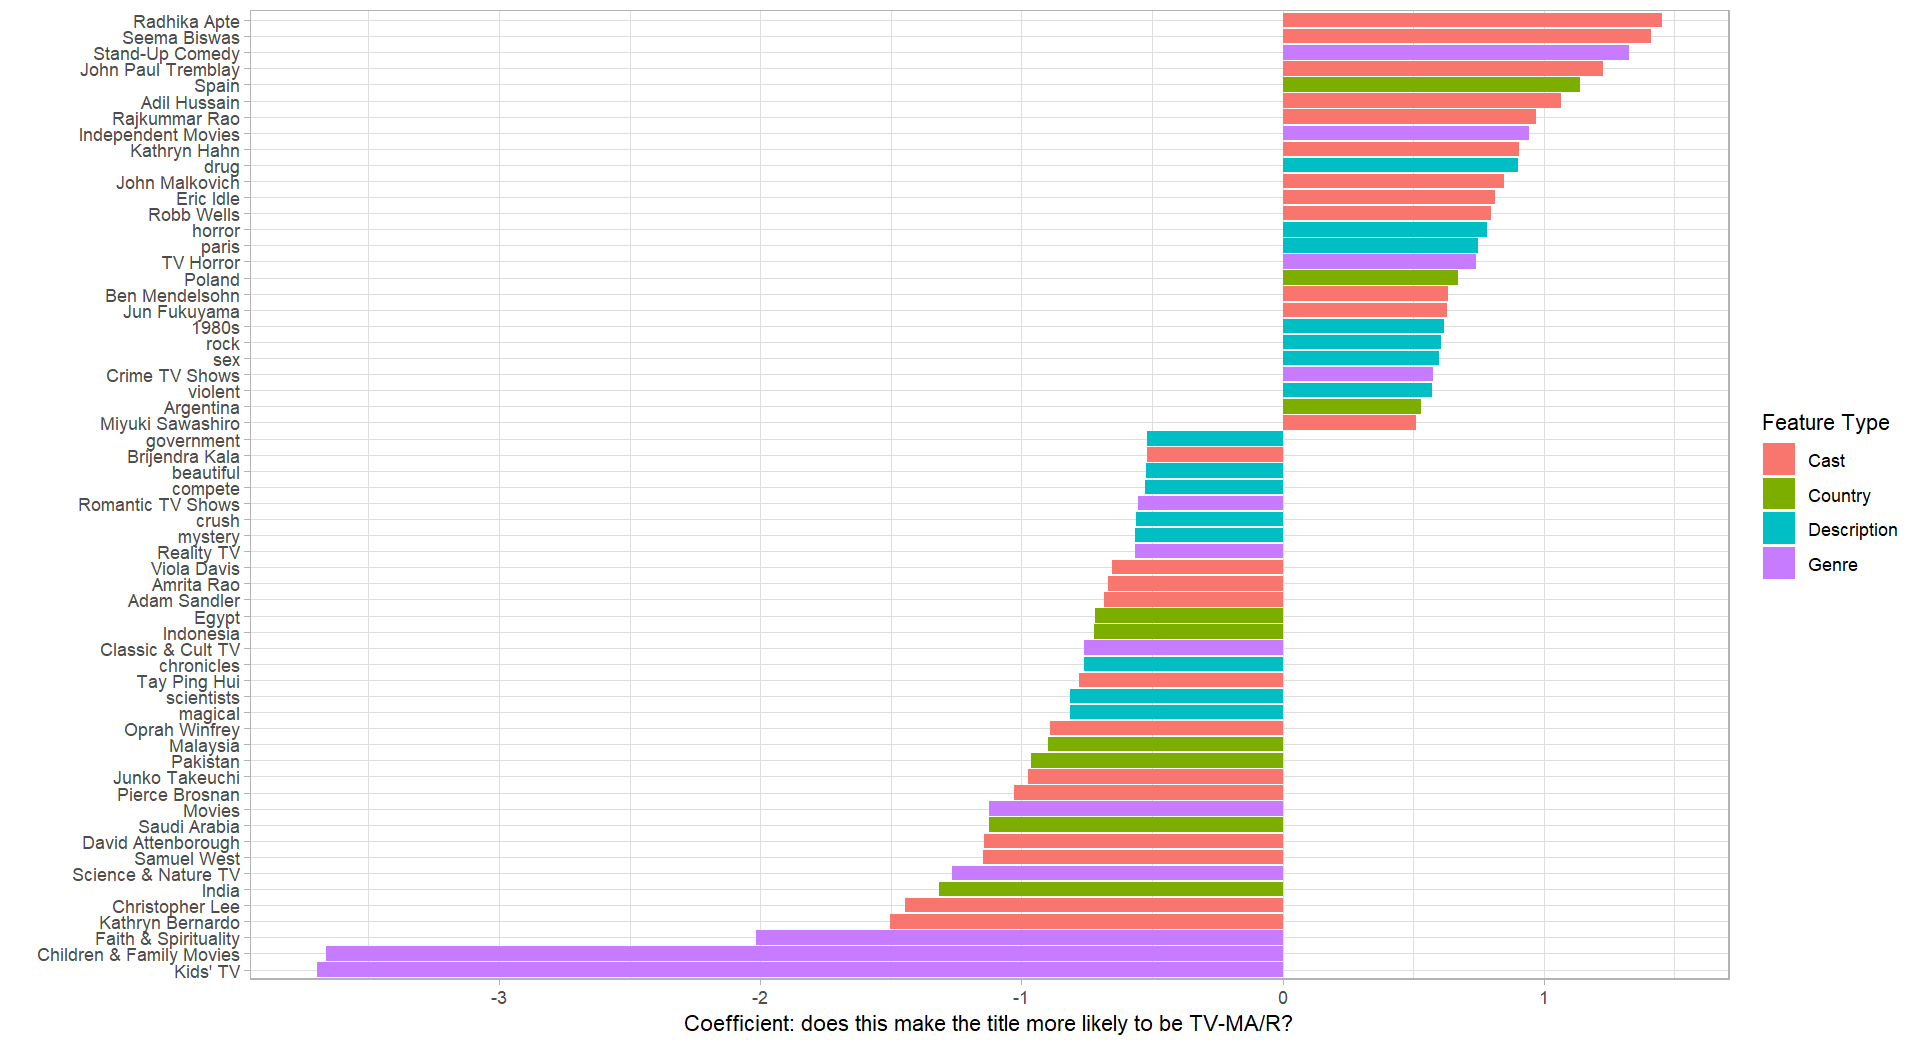 Radhika Apte
Seema Biswas
Stand-Up Comedy
John Paul Tremblay
Spain
Adil Hussain
Rajkummar Rao
Independent Movies
Kathryn Hahn
drug
John Malkovich
Eric Idle
Robb Wells
horror
paris
TV Horror
Poland
Ben Mendelsohn
Jun Fukuyama
1980s
rock
sex
Crime TV Shows
violent
Argentina
Miyuki Sawashiro
government
Brijendra Kala
beautiful
compete
Romantic TV Shows
crush
mystery
Reality TV
Viola Davis
Amrita Rao
Adam Sandler
Egypt
Indonesia
Classic & Cult TV
chronicles
Tay Ping Hui
scientists
magical
Oprah Winfrey
Malaysia
Pakistan
Junko Takeuchi
Pierce Brosnan
Movies
Saudi Arabia
David Attenborough
Samuel West
Science & Nature TV
India
Christopher Lee
Kathryn Bernardo
Faith & Spirituality
Children & Family Movies
Kids' TV
-3 -2 -1 0 1
Coefficient: does this make the title more likely to be TV-MA/R?
Feature Type
Cast
Country
Description
Genre